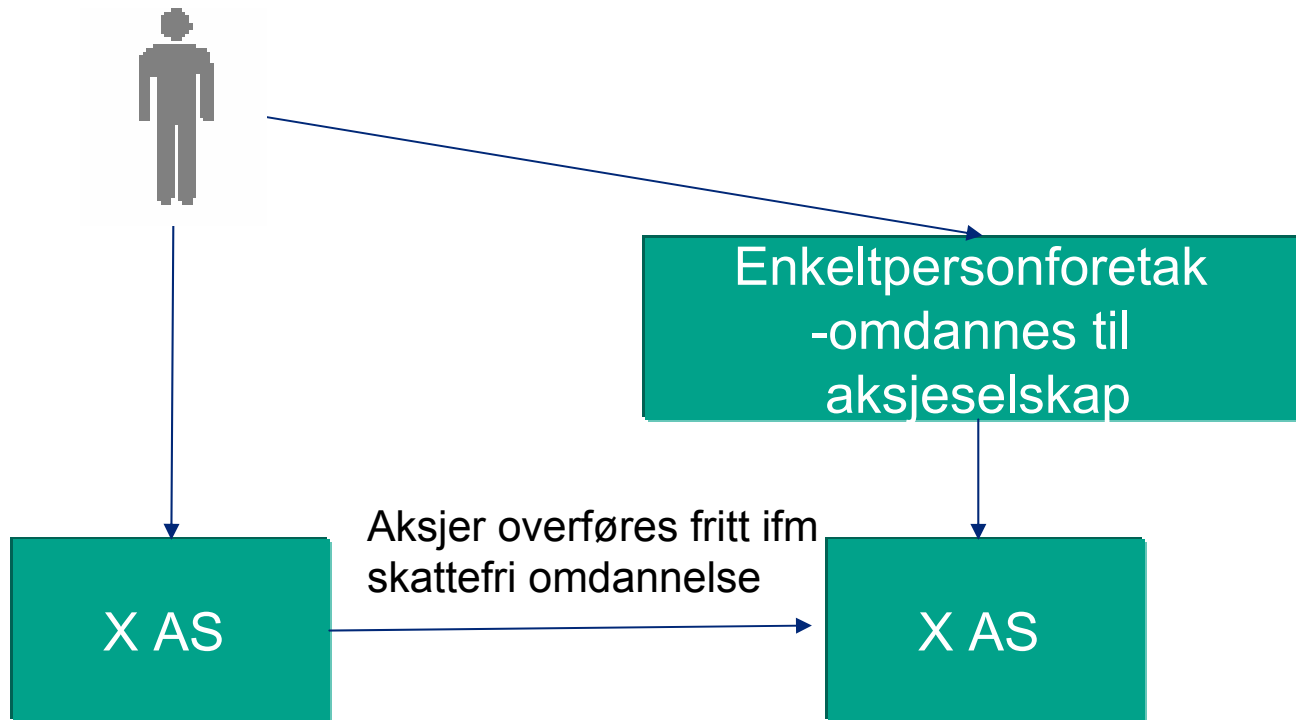 Enkeltpersonforetak
-omdannes til
aksjeselskap
Aksjer overføres fritt ifm
skattefri omdannelse
X AS
X AS